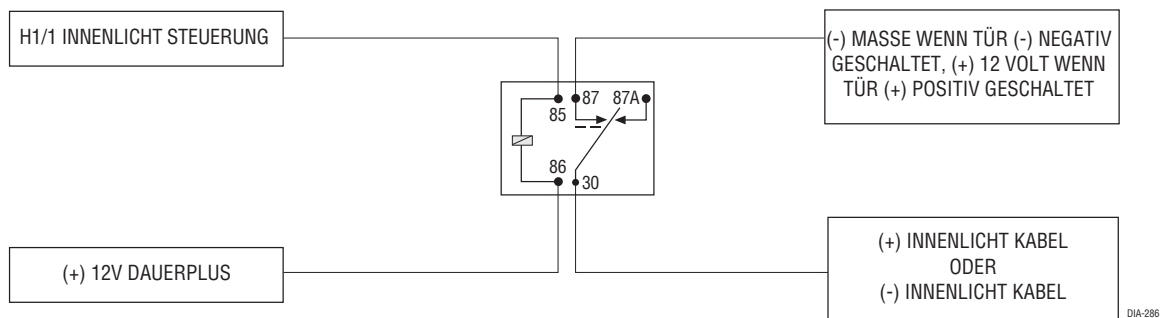 H1/1 INNENLICHT STEUERUNG
(-) MASSE WENN TÜR (-) NEGATIV
GESCHALTET, (+) 12 VOLT WENN
TÜR (+) POSITIV GESCHALTET
87 87A
85
86
30
(+) 12V DAUERPLUS
(+) INNENLICHT KABEL
ODER
(-) INNENLICHT KABEL
DIA-286